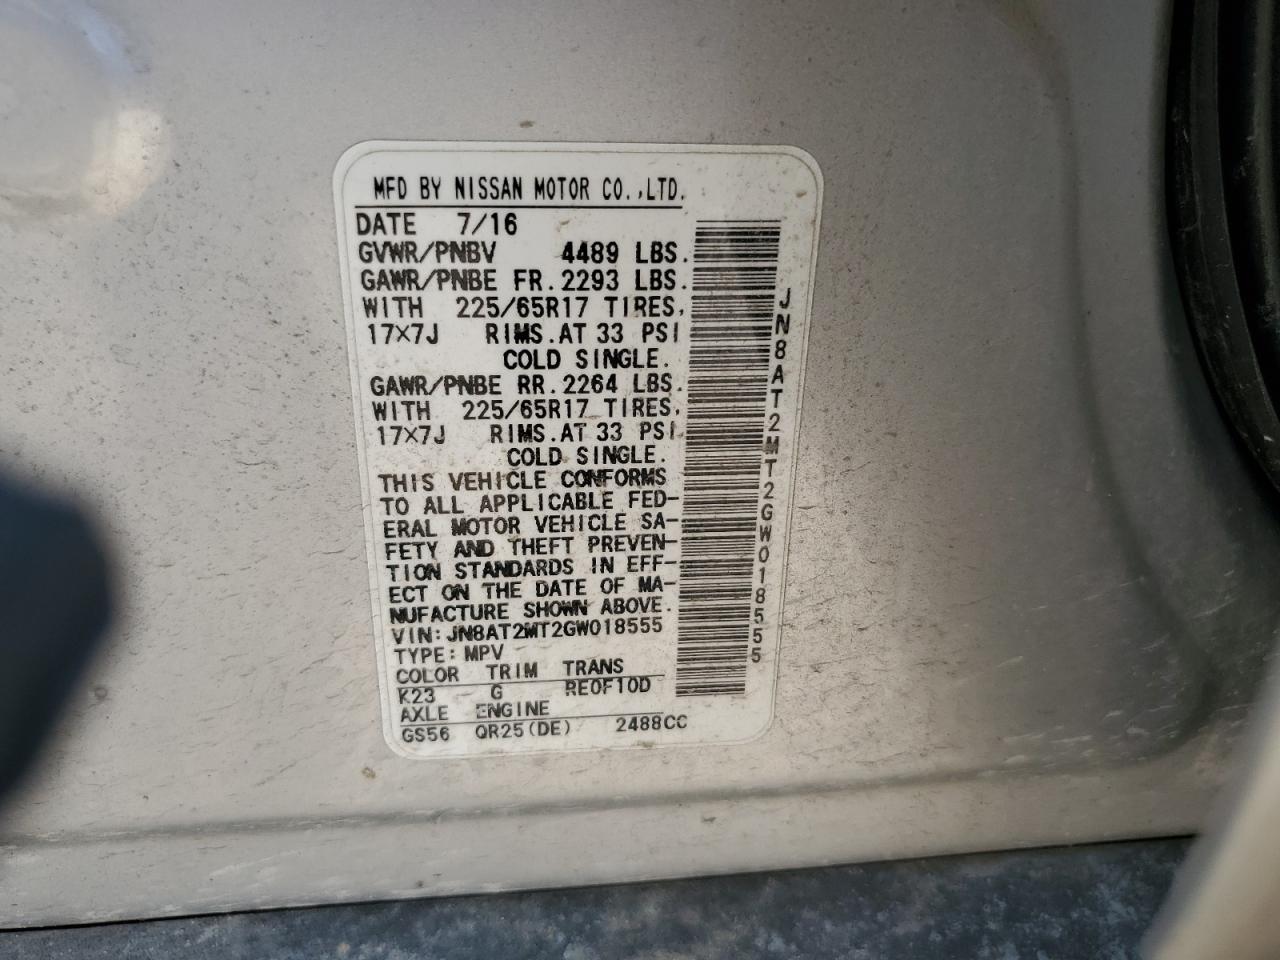 MFD BY NISSAN MOTOR CO.,LTD.
DATE 7/16
GVWR/PNBV 4489 LBS.
GAWR/PNBE FR.2293 LBS.
WITH 225/65R17 TIRES,
17×7J RIMS.AT 33 PSI
COLD SINGLE.
GAWR/PNBE RR.2264 LBS.
WITH 225/65R17 TIRES,
17×7J RIMS.AT 33 PSI
COLD SINGLE.
THIS VEHICLE CONFORMS
TO ALL APPLICABLE FED-
ERAL MOTOR VEHICLE SA-
FETY AND THEFT PREVEN-
TION STANDARDS IN EFF-
ECT ON THE DATE OF MA-
NUFACTURE SHOWN ABOVE.
VIN:JN8AT2MT2GW018555
TYPE:MPV
COLOR TRIM TRANS
K23 G RE0F10D
AXLE ENGINE
GS56 QR25(DE) 2488CC
JN8AT2MT2GW018555